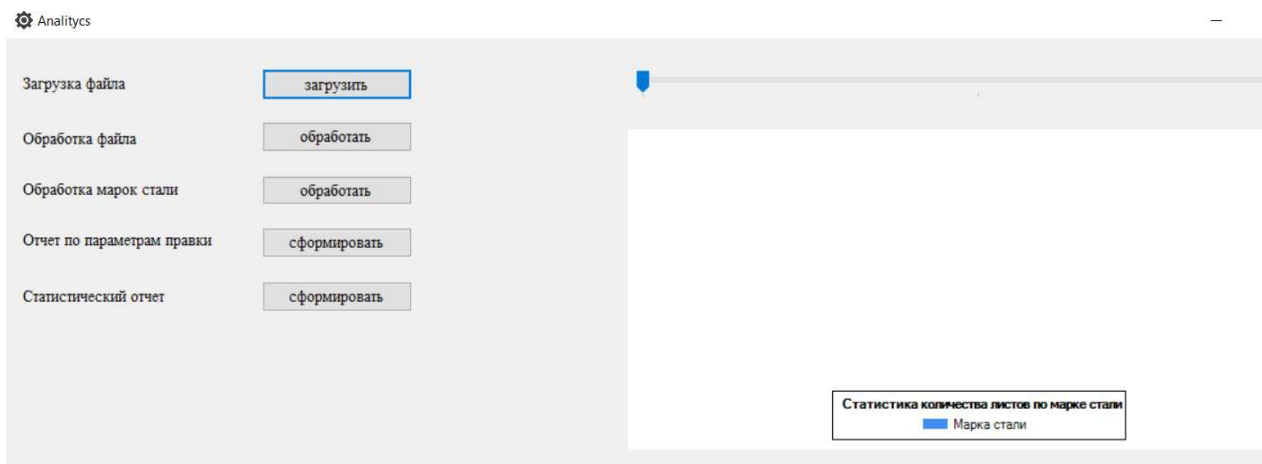 Analitycs
Загрузка файла загрузить
Обработка файла обработать
Обработка марок стали обработать
Отчет по параметрам правки сформировать
Статистический отчет сформировать
Статистика количества листов по марке стали
Марка стали